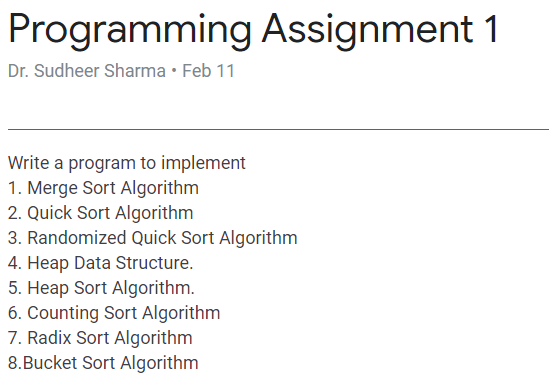 Programming Assignment 1
Dr. Sudheer Sharma • Feb 11
Write a program to implement
1. Merge Sort Algorithm
2. Quick Sort Algorithm
3. Randomized Quick Sort Algorithm
4. Heap Data Structure.
5. Heap Sort Algorithm.
6. Counting Sort Algorithm
7. Radix Sort Algorithm
8.Bucket Sort Algorithm